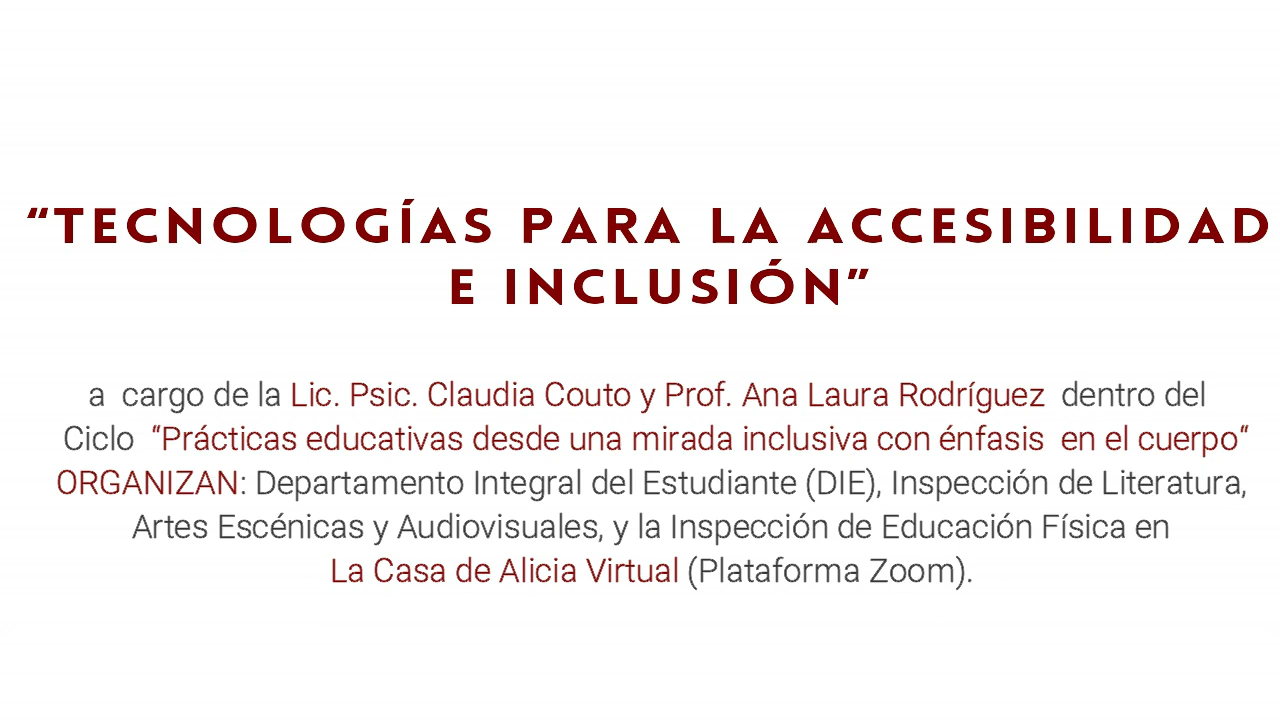 “TECNOLOGÍAS PARA LA ACCESIBILIDAD
E INCLUSIÓN”
a cargo de la Lic. Psic. Claudia Couto y Prof. Ana Laura Rodríguez dentro del
Ciclo “Prácticas educativas desde una mirada inclusiva con énfasis en el cuerpo“
ORGANIZAN: Departamento Integral del Estudiante (DIE), Inspección de Literatura,
Artes Escénicas y Audiovisuales, y la Inspección de Educación Física en
La Casa de Alicia Virtual (Plataforma Zoom).